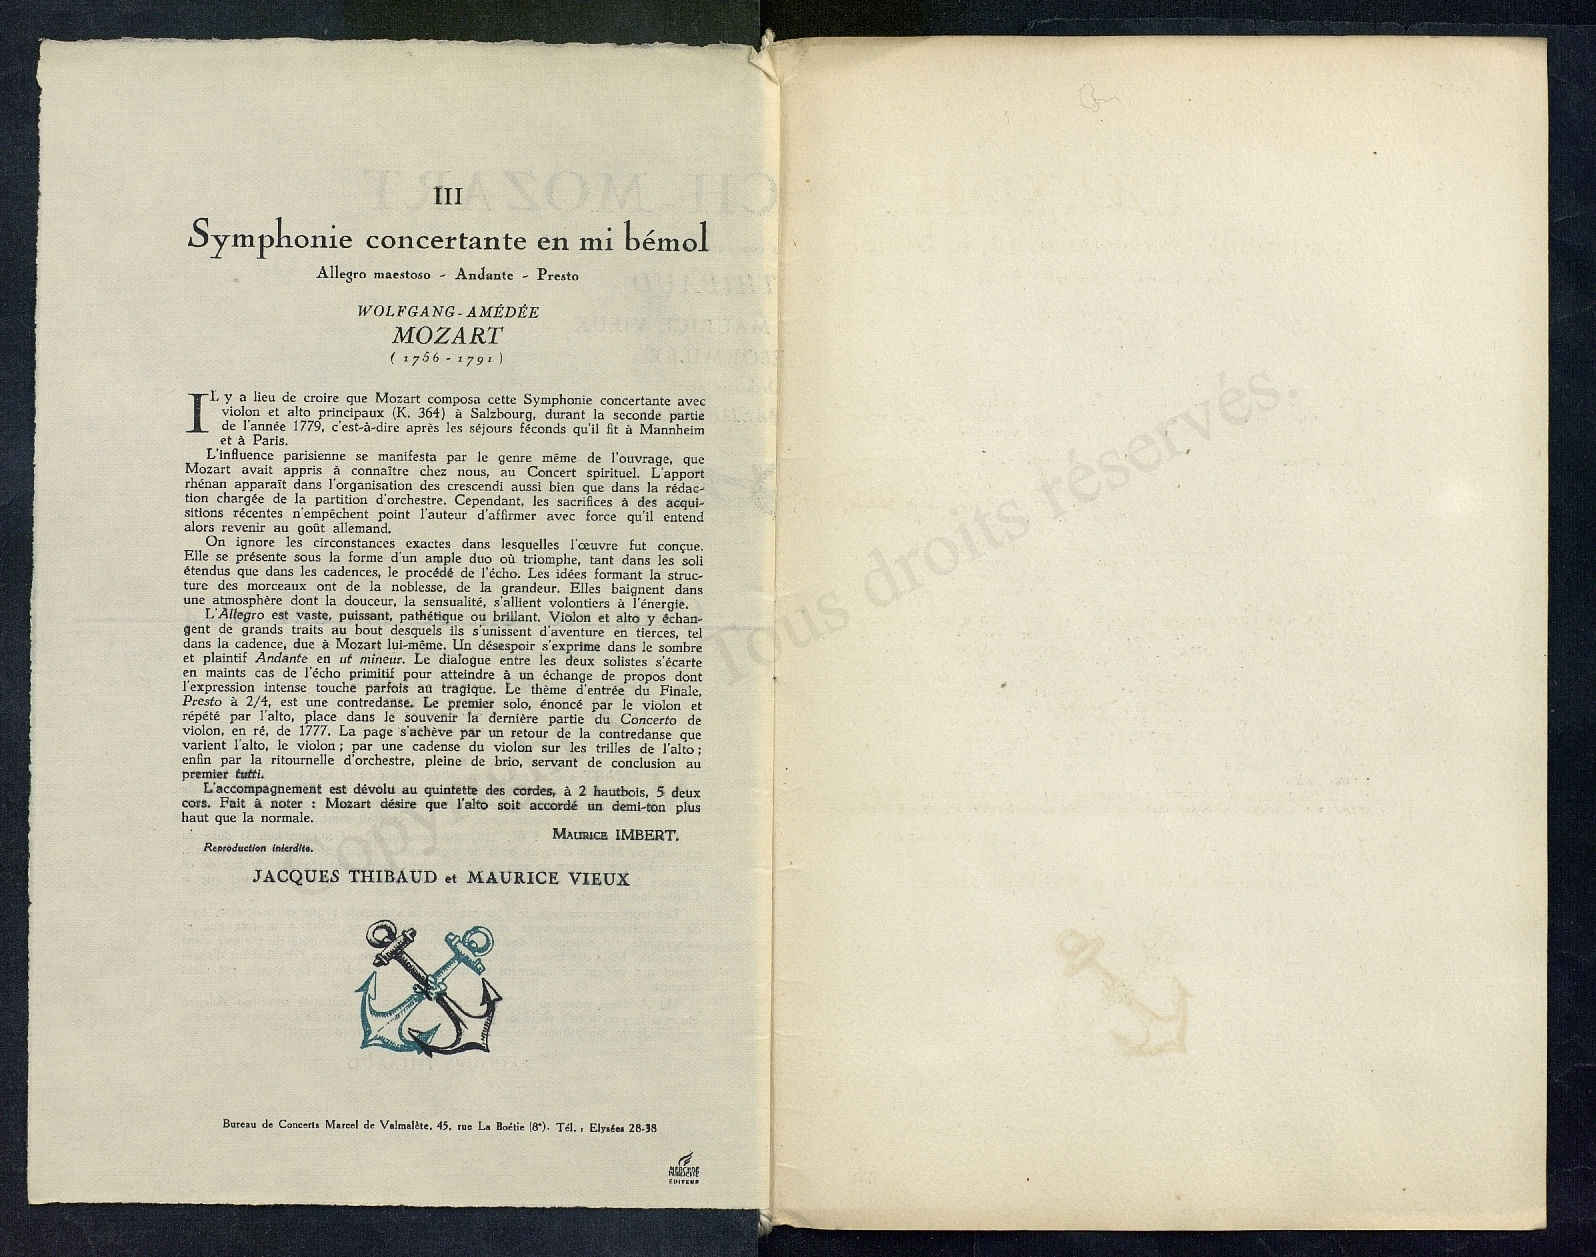 III
Symphonie concertante en mi bémol
Allegro maestoso - Andante - Presto
WOLFGANG-AMÉDÉE
MOZART
(1756-1791)
IL y a lieu de croire que Mozart composa cette Symphonie concertante avec
violon et alto principaux (K. 364) à Salzbourg, durant la seconde partie
de l'année 1779, c'est-à-dire après les séjours féconds qu'il fit à Mannheim
et à Paris.
L'influence parisienne se manifesta par le genre même de l'ouvrage, que
Mozart avait appris à connaître chez nous, au Concert spirituel. L'apport
rhénan apparaît dans l'organisation des crescendi aussi bien que dans la rédac-
tion chargée de la partition d'orchestre. Cependant, les sacrifices à des acqui-
sitions récentes n'empêchent point l'auteur d'affirmer avec force qu'il entend
alors revenir au goût allemand.
On ignore les circonstances exactes dans lesquelles l'œuvre fut conçue.
Elle se présente sous la forme d'un ample duo où triomphe, tant dans les soli
étendus que dans les cadences, le procédé de l'écho. Les idées formant la struc-
ture des morceaux ont de la noblesse, de la grandeur. Elles baignent dans
une atmosphère dont la douceur, la sensualité, s'allient volontiers à l'énergie.
L'Allegro est vaste, puissant, pathétique ou brillant. Violon et alto y échan-
gent de grands traits au bout desquels ils s'unissent d'aventure en tierces, tel
dans la cadence, due à Mozart lui-même. Un désespoir s'exprime dans le sombre
et plaintif Andante en ut mineur. Le dialogue entre les deux solistes s'écarte
en maints cas de l'écho primitif pour atteindre à un échange de propos dont
l'expression intense touche parfois au tragique. Le thème d'entrée du Finale,
Presto à 2/4, est une contredanse. Le premier solo, énoncé par le violon et
répété par l'alto, place dans le souvenir la dernière partie du Concerto de
violon, en ré, de 1777. La page s'achève par un retour de la contredanse que
varient l'alto, le violon ; par une cadense du violon sur les trilles de l'alto ;
enfin par la ritournelle d'orchestre, pleine de brio, servant de conclusion au
premier tutti.
L'accompagnement est dévolu au quintette des cordes, à 2 hautbois, 5 deux
cors. Fait à noter : Mozart désire que l'alto soit accordé un demi-ton plus
haut que la normale.
MAURICE IMBERT.
Reproduction interdite.
JACQUES THIBAUD et MAURICE VIEUX
Bureau de Concerts Marcel de Valmalète, 45, rue La Boétie (8e). Tél. : Elysées 28-38
ÉDITEUR
Tous droits réservés.